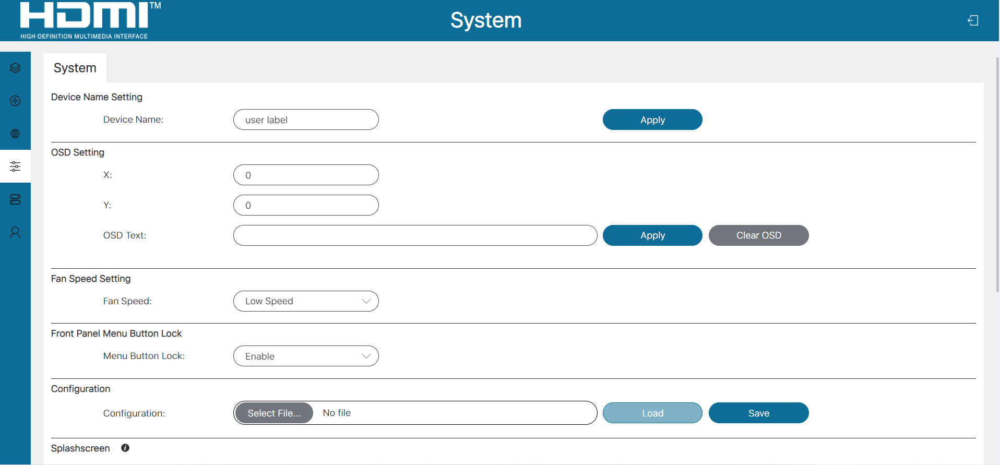 HDMI™
HIGH-DEFINITION MULTIMEDIA INTERFACE
System
System
Device Name Setting
Device Name: user label Apply
OSD Setting
X: 0
Y: 0
OSD Text: Apply Clear OSD
Fan Speed Setting
Fan Speed: Low Speed
Front Panel Menu Button Lock
Menu Button Lock: Enable
Configuration
Configuration: Select File... No file Load Save
Splashscreen i